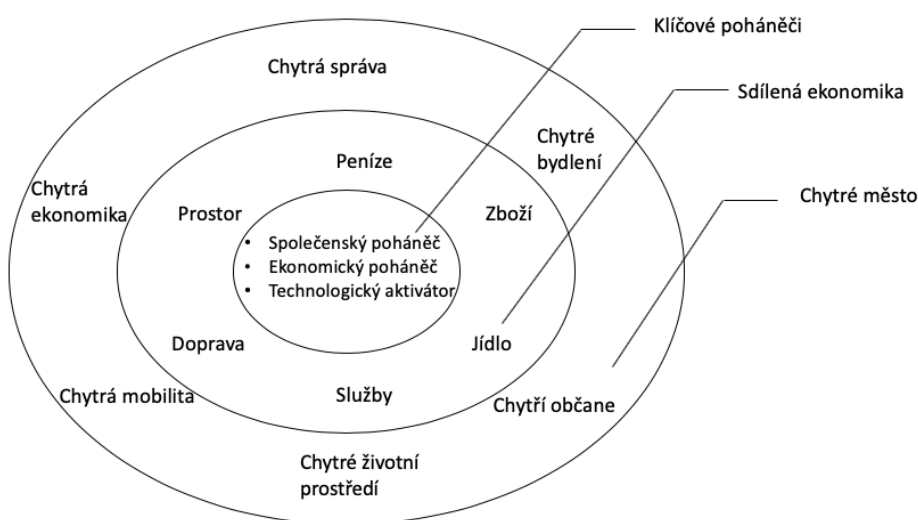 Klíčové poháněči
Chytrá správa
Sdílená ekonomika
Chytré
bydlení
Peníze
Chytrá
ekonomika
Chytré město
Prostor
Zboží
• Společenský poháněč
• Ekonomický poháněč
• Technologický aktivátor
Doprava
Jídlo
Chytrá mobilita
Služby
Chytří občane
Chytré životní
prostředí